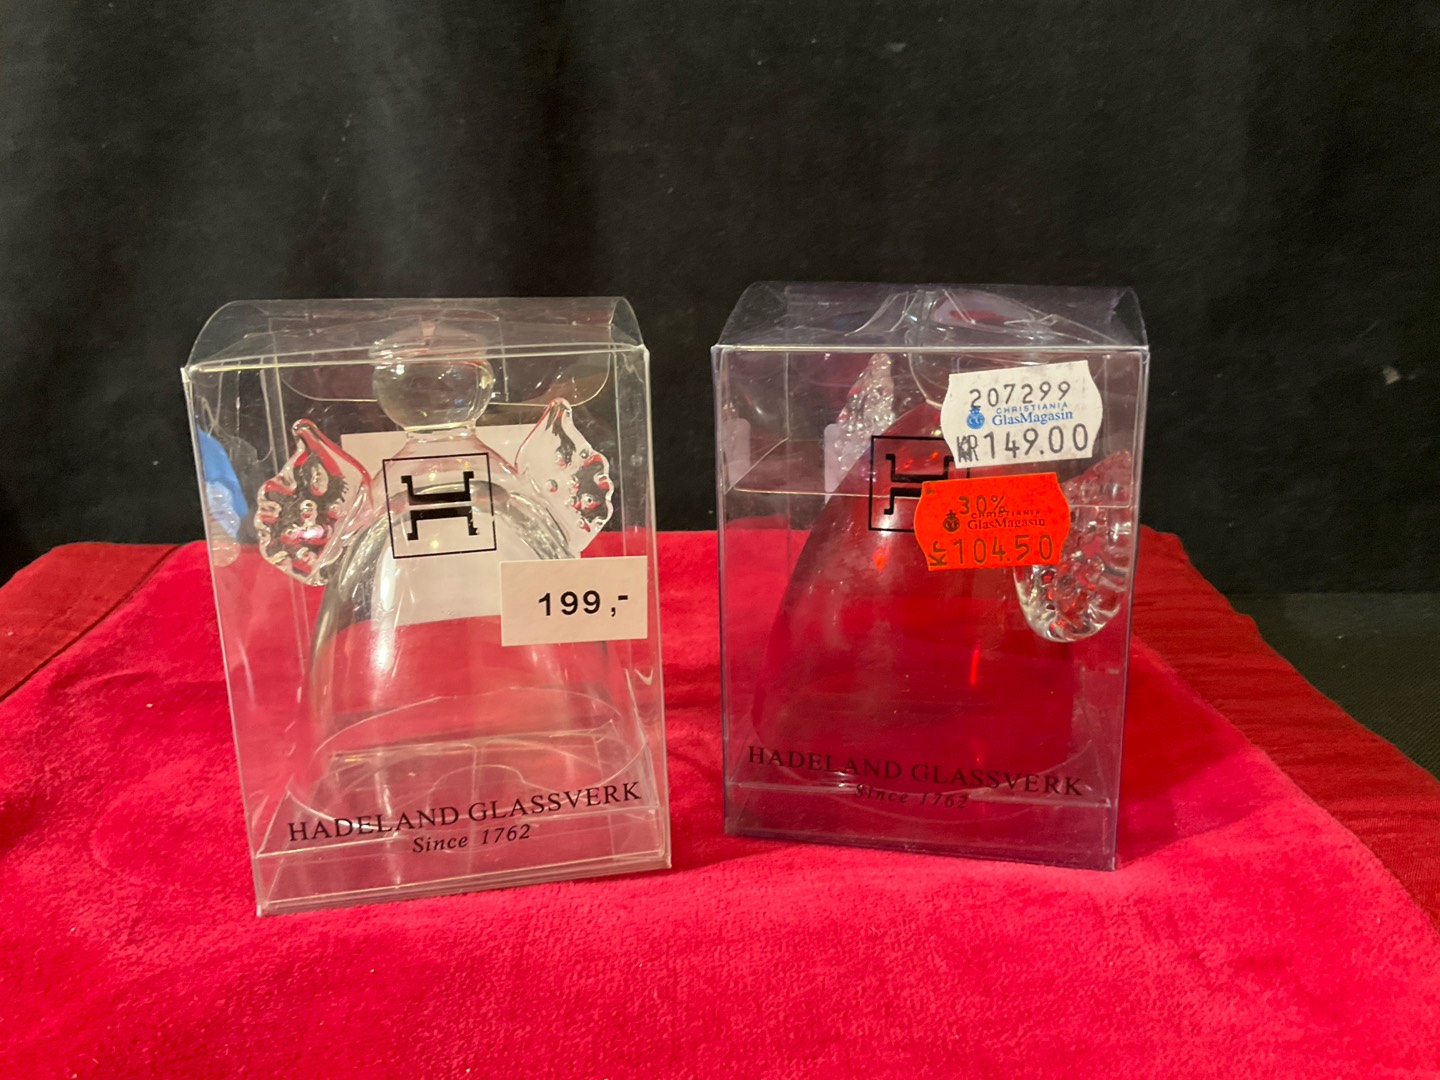 H
199,-
HADELAND GLASSVERK
Since 1762
207299
CHRISTIANIA
GlasMagasin
KR 149.00
H
30%
CHRISTIANIA
GlasMagasin
Kr 104.50
HADELAND GLASSVERK
Since 1762